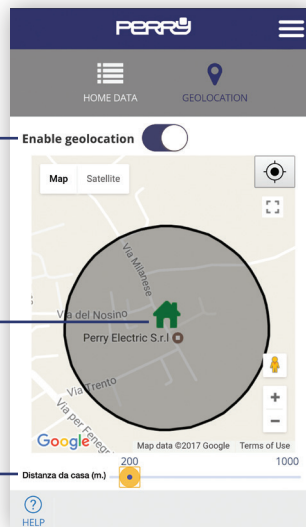 PERRY
HOME DATA
GEOLOCATION
Enable geolocation
Map Satellite
Via Milanese
Via del Nosino
Perry Electric S.r.l
Via Trento
Via per Fenegr
Google
Map data ©2017 Google Terms of Use
200 1000
Distanza da casa (m.)
?
HELP